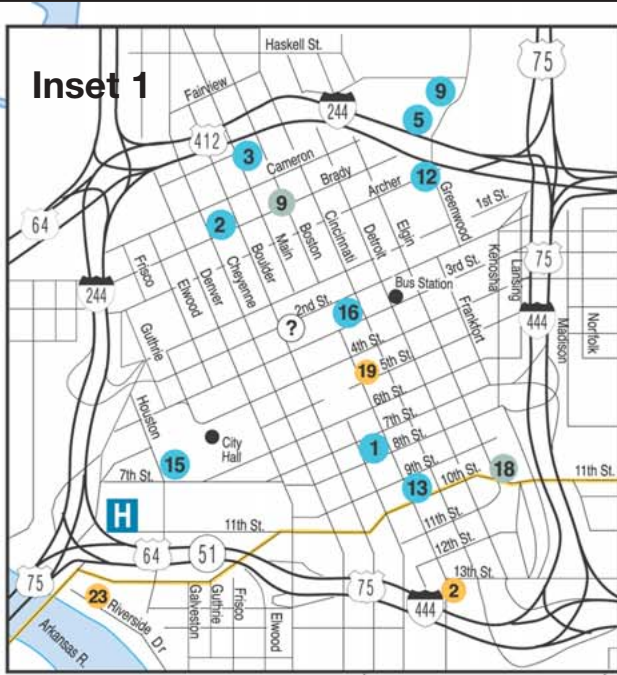 Haskell St.
75
Inset 1
Fairview
9
244
5
412
3
Cameron
Brady
12
Archer
Greenwood
1st St.
9
64
2
Main
Boston
Cincinnati
Detroit
Elgin
Kenosha
Lansing
75
Frisco
Elwood
Denver
Cheyenne
Boulder
3rd St.
Bus Station
244
2nd St.
16
?
Frankfort
444
Madison
Norfolk
Guthrie
4th St.
5th St.
19
6th St.
Houston
7th St.
8th St.
City
Hall
1
15
7th St.
9th St.
10th St.
18
11th St.
13
H
11th St.
11th St.
12th St.
64
51
13th St.
75
75
444
2
23
Riverside Dr
Galveston
Guthrie
Frisco
Elwood
Arkansas R.